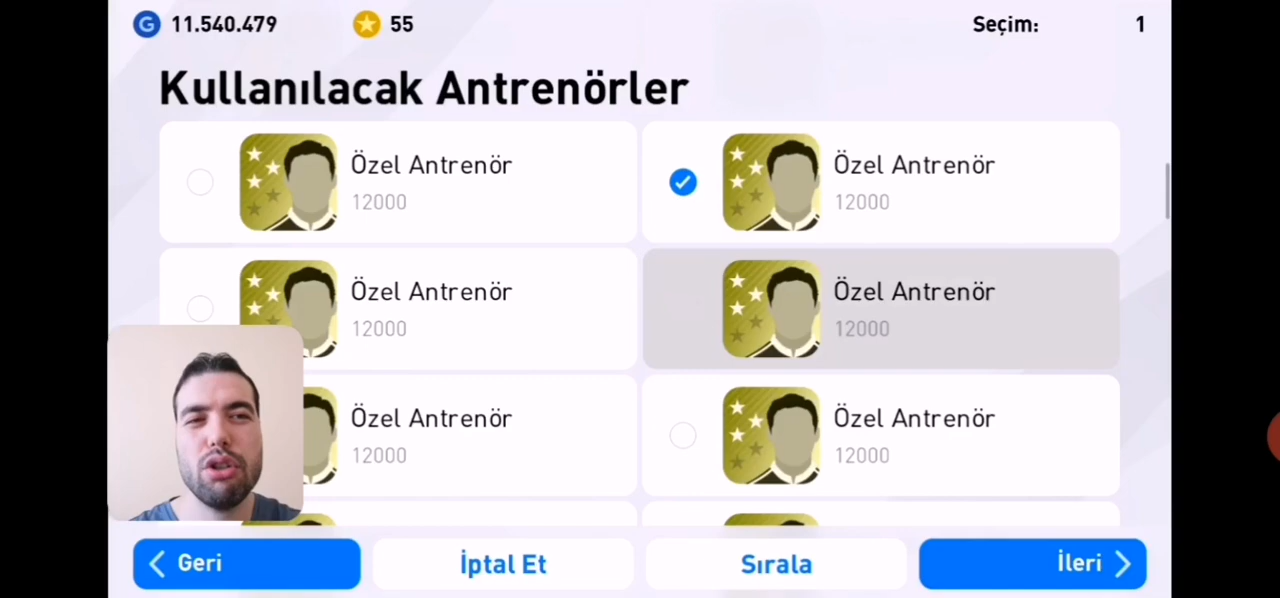 G 11.540.479 55 Seçim: 1
Kullanılacak Antrenörler
Özel Antrenör
12000
Özel Antrenör
12000
Özel Antrenör
12000
Özel Antrenör
12000
Özel Antrenör
12000
Özel Antrenör
12000
Geri İptal Et Sırala İleri